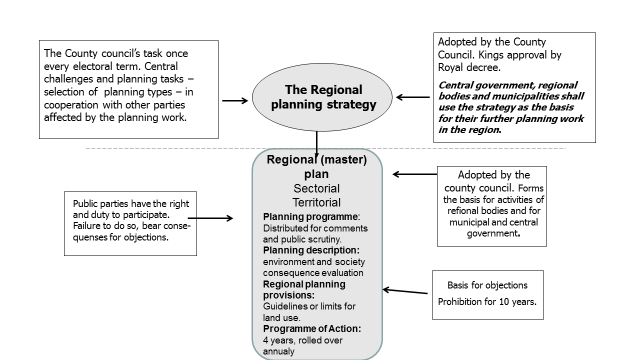 The County council's task once
every electoral term. Central
challenges and planning tasks –
selection of planning types – in
cooperation with other parties
affected by the planning work.
The Regional
planning strategy
Adopted by the County
Council. Kings approval by
Royal decree.
Central government, regional
bodies and municipalities shall
use the strategy as the basis
for their further planning work
in the region.
Regional (master)
plan
Sectorial
Territorial
Planning programme:
Distributed for comments
and public scrutiny.
Planning description:
environment and society
consequence evaluation
Regional planning
provisions:
Guidelines or limits for
land use.
Programme of Action:
4 years, rolled over
annualy
Public parties have the right
and duty to participate.
Failure to do so, bear conse-
quenses for objections.
Adopted by the
county council. Forms
the basis for activities of
refional bodies and for
municipal and central
government.
Basis for objections
Prohibition for 10 years.